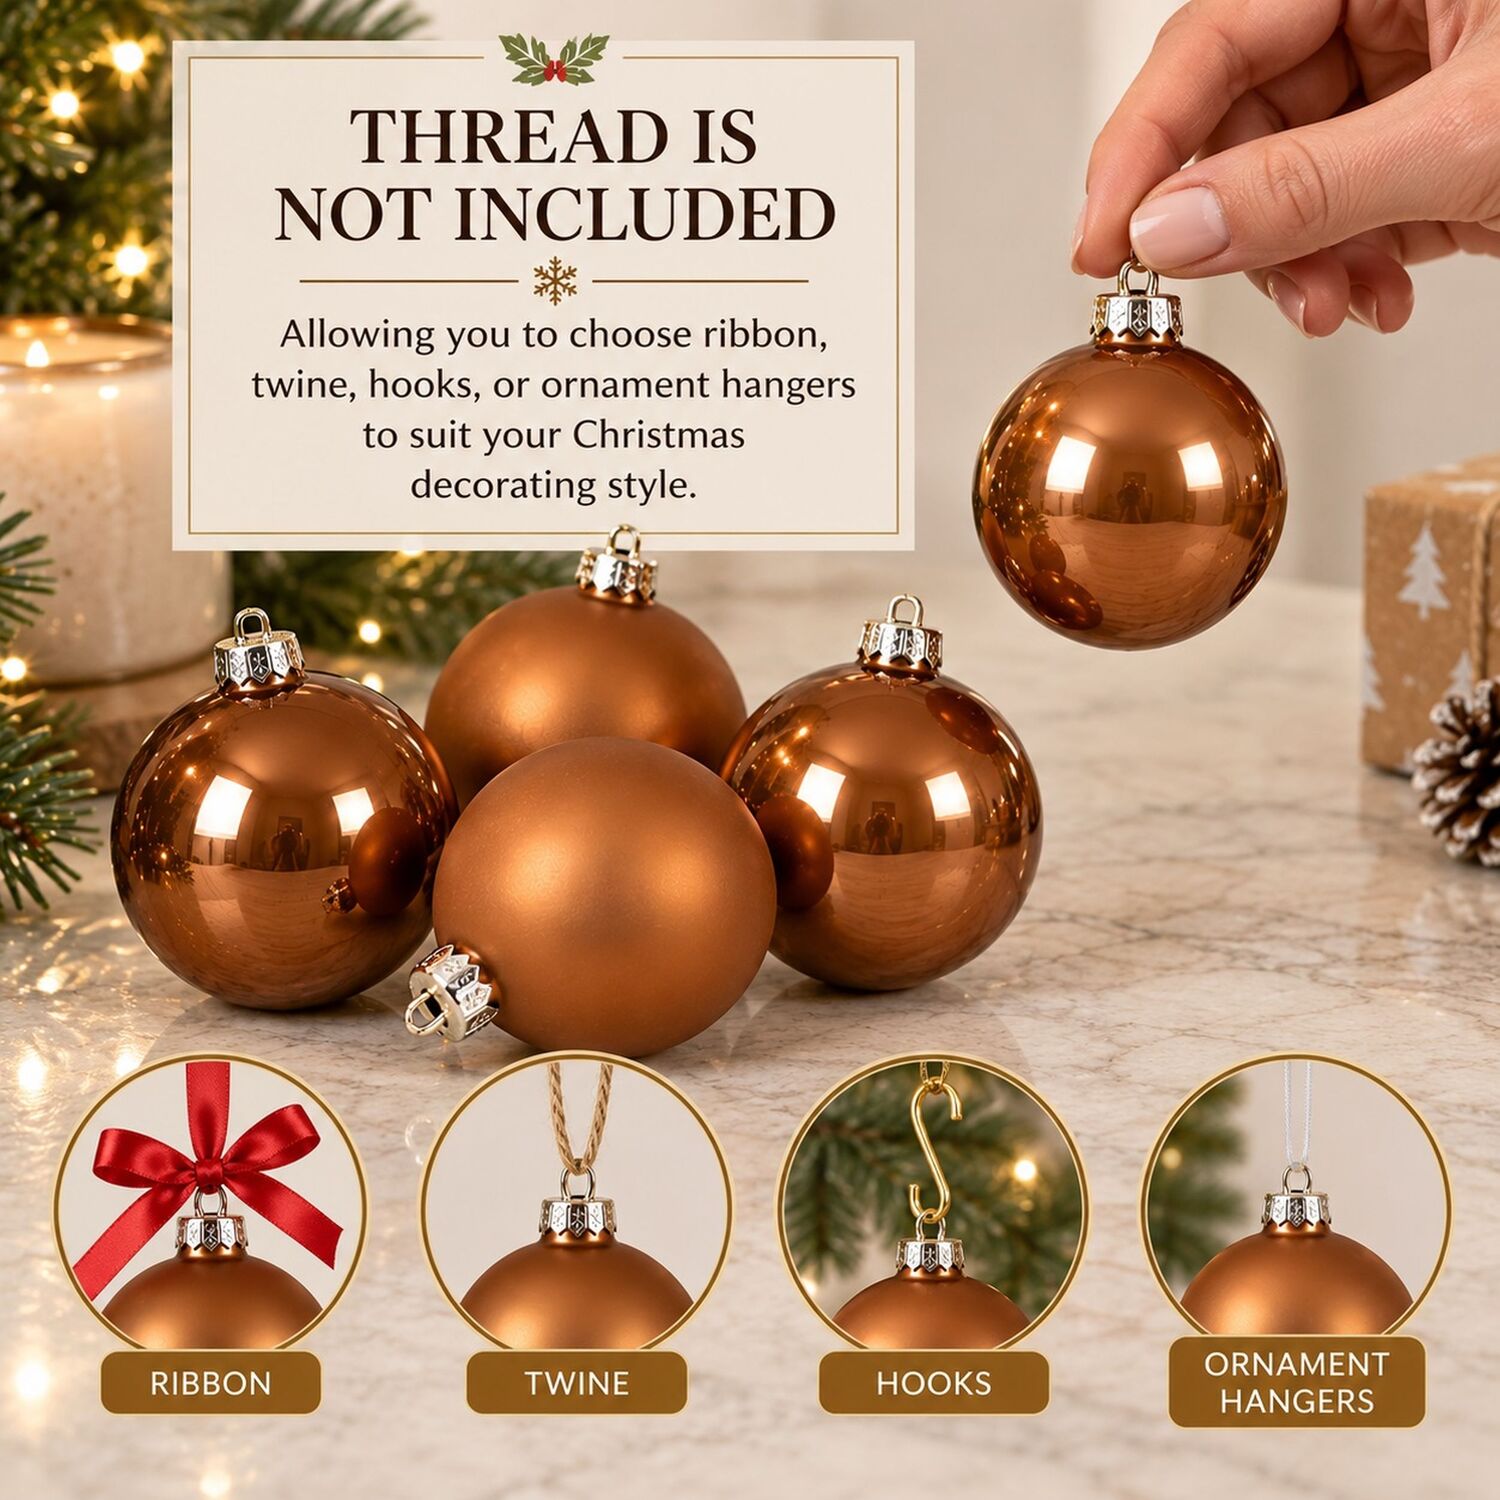 THREAD IS
NOT INCLUDED
Allowing you to choose ribbon,
twine, hooks, or ornament hangers
to suit your Christmas
decorating style.
RIBBON
TWINE
HOOKS
ORNAMENT
HANGERS